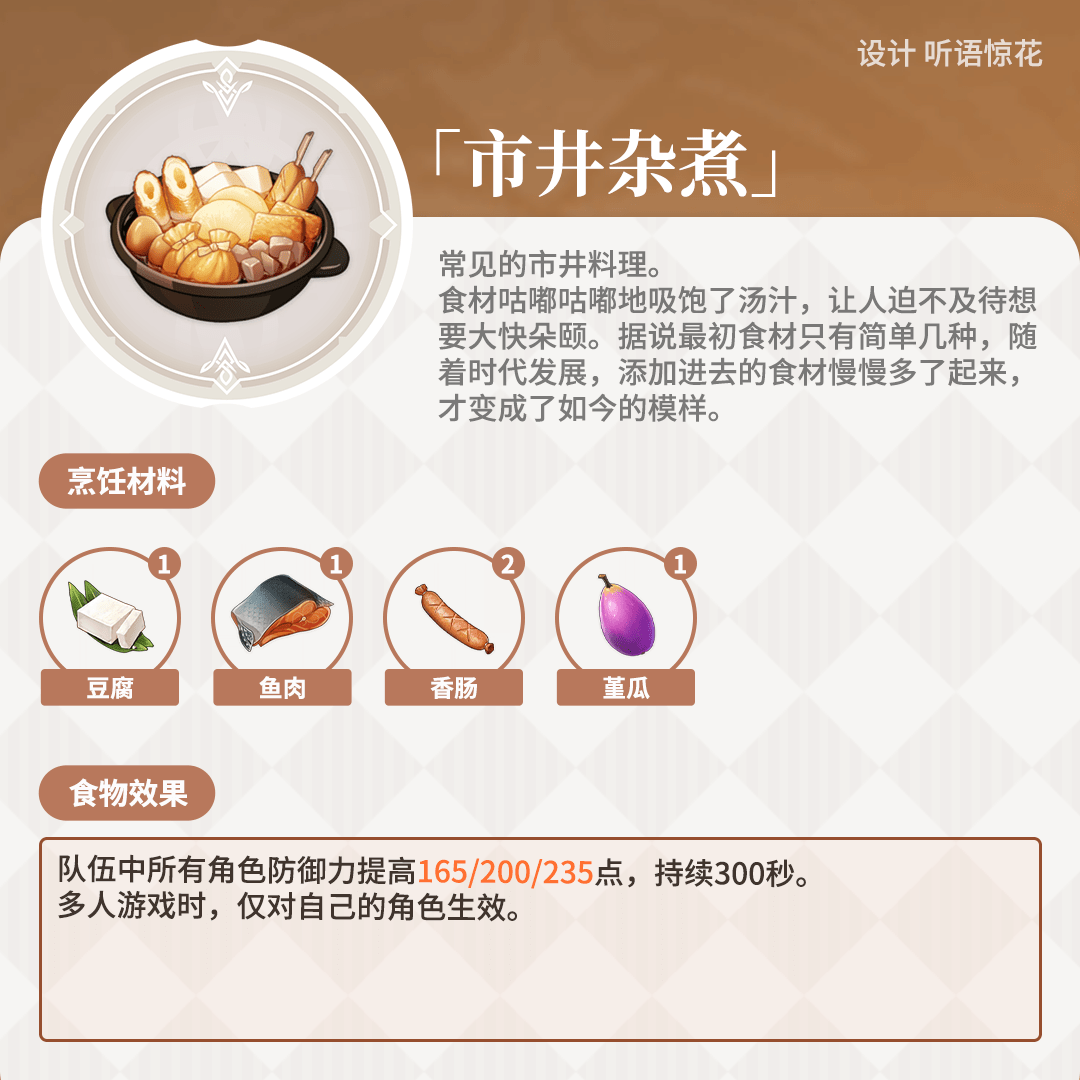 设计 听语惊花
「市井杂煮」
常见的市井料理。
食材咕嘟咕嘟地吸饱了汤汁，让人迫不及待想
要大快朵颐。据说最初食材只有简单几种，随
着时代发展，添加进去的食材慢慢多了起来，
才变成了如今的模样。
烹饪材料
1
1
2
1
豆腐
鱼肉
香肠
堇瓜
食物效果
队伍中所有角色防御力提高165/200/235点，持续300秒。
多人游戏时，仅对自己的角色生效。